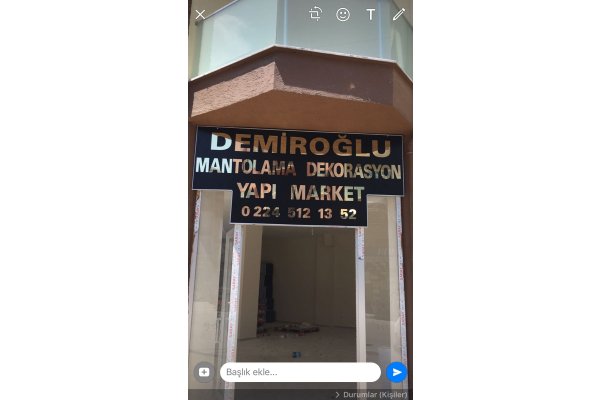 T
DEMİROĞLU
MANTOLAMA DEKORASYON
YAPI MARKET
0 224 512 13 52
Başlık ekle...
Durumlar (Kişiler)